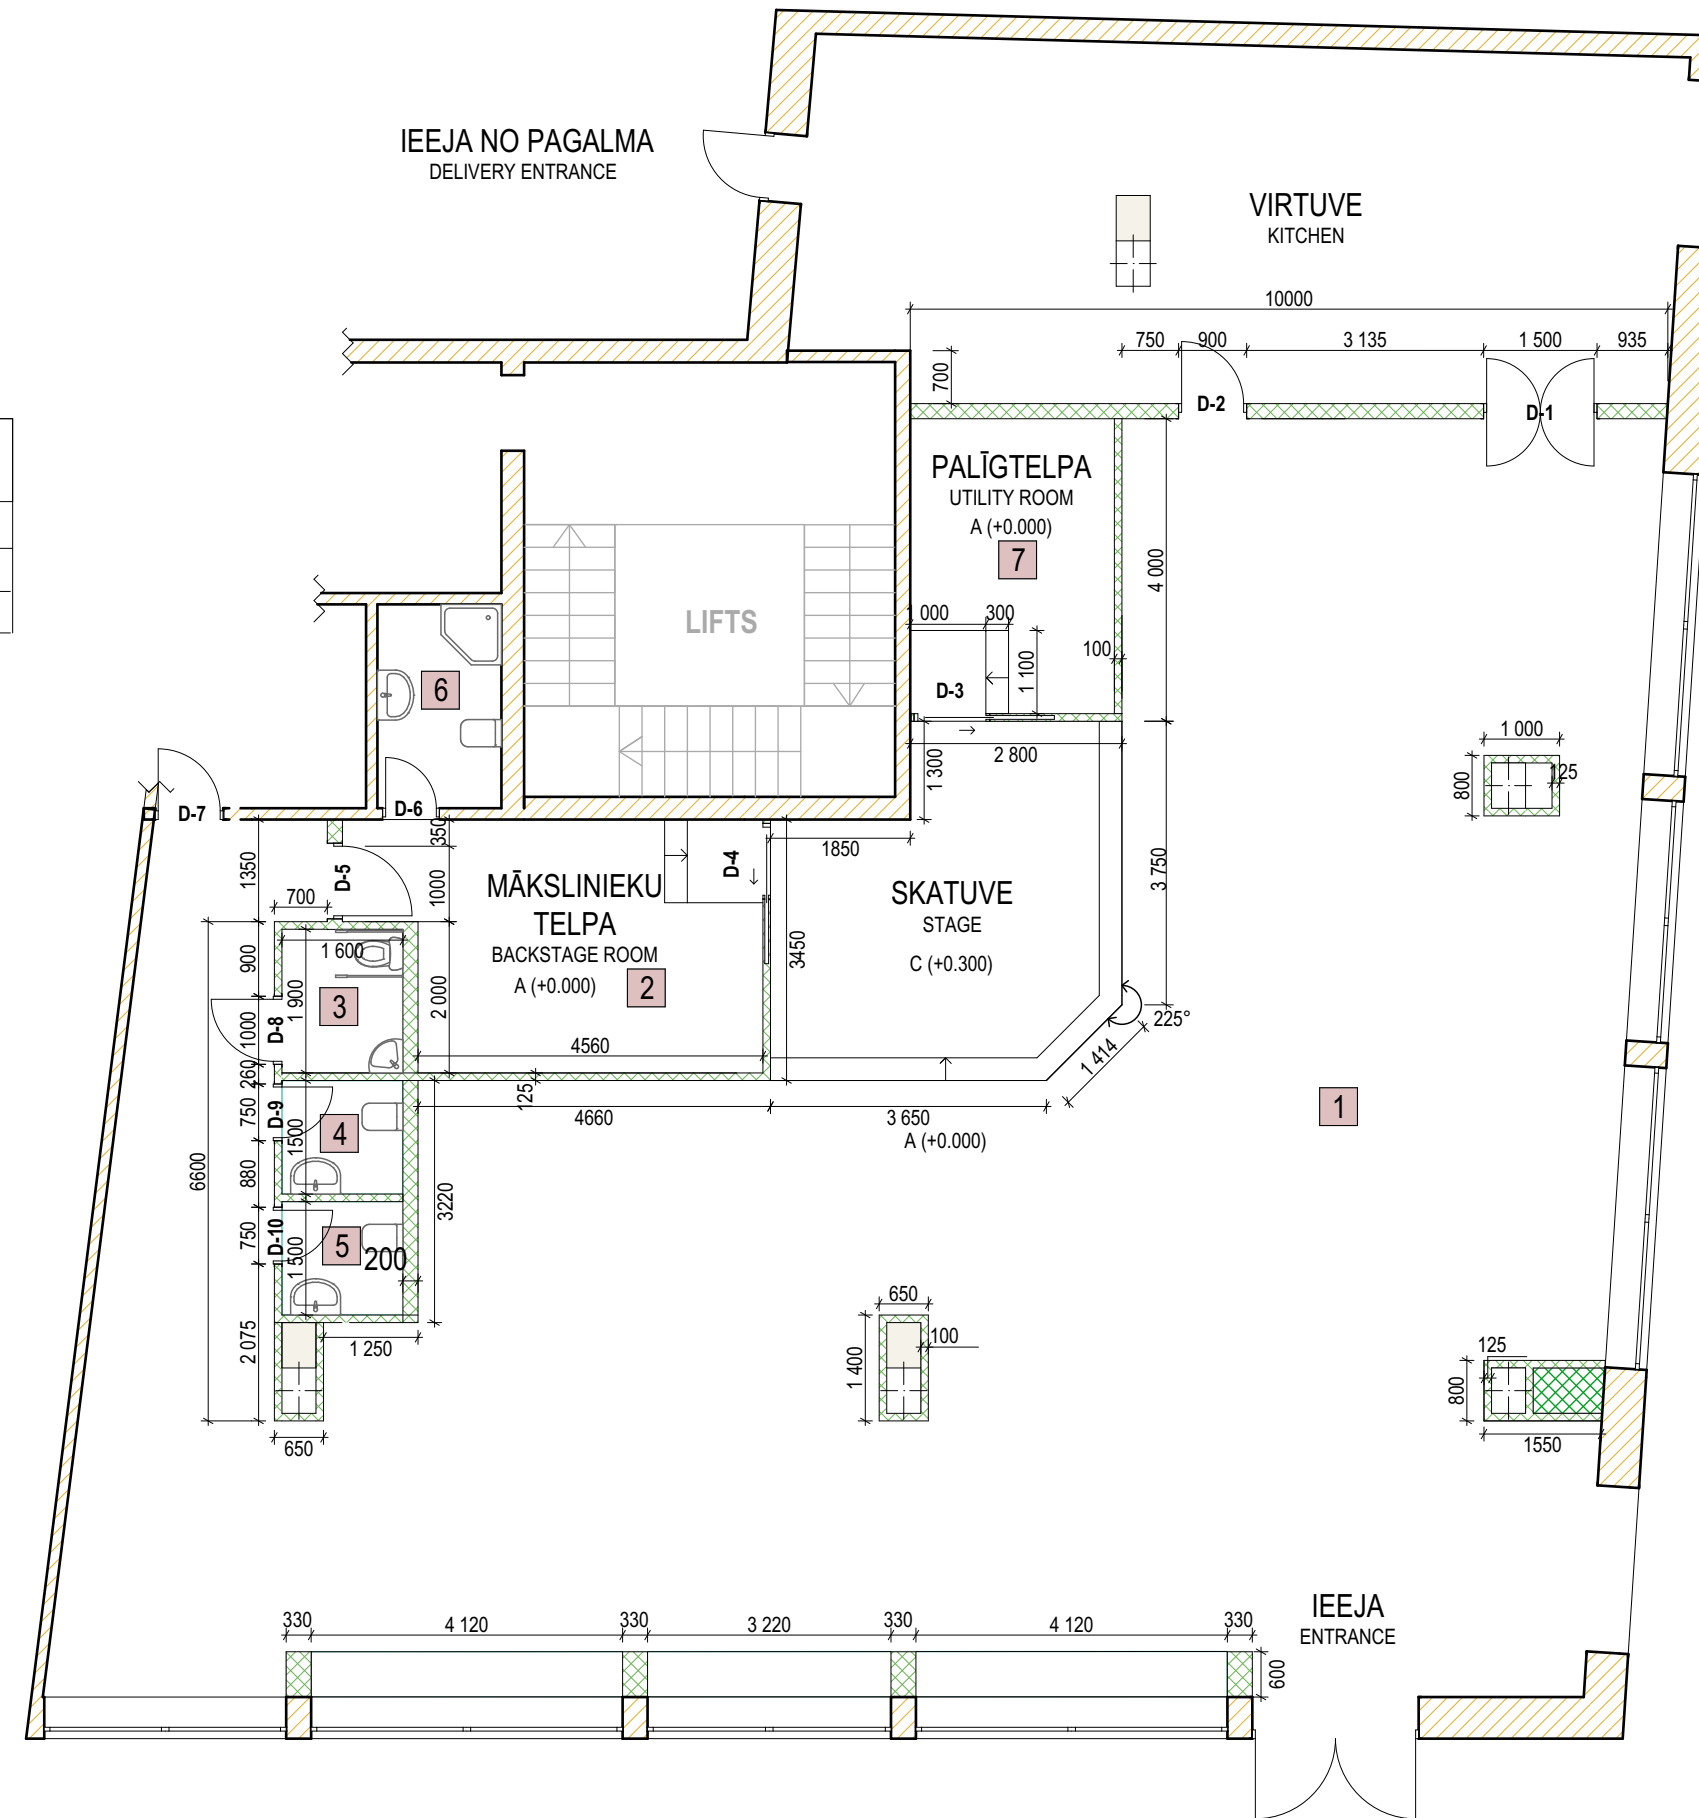 IEEJA NO PAGALMA
DELIVERY ENTRANCE
VIRTUVE
KITCHEN
10000
750
900
3 135
1 500
935
700
D-2
D-1
PALĪGTELPA
UTILITY ROOM
A (+0.000)
7
4 000
LIFTS
1 000
300
100
1 100
D-3
6
2 800
1 300
1 000
800
125
D-7
D-6
350
1850
1350
D-5
1000
D-4
3 750
MĀKSLINIEKU
TELPA
BACKSTAGE ROOM
A (+0.000)
2
SKATUVE
STAGE
C (+0.300)
700
900
1 600
3450
3
1 900
2 000
1000
D-8
225°
4560
1 414
260
125
750
D-9
1500
4
4660
3 650
A (+0.000)
1
6600
880
3220
750
D-10
1 500
5
200
2 075
1 250
650
100
1 400
125
800
650
1550
IEEJA
ENTRANCE
330
4 120
330
3 220
330
4 120
330
600